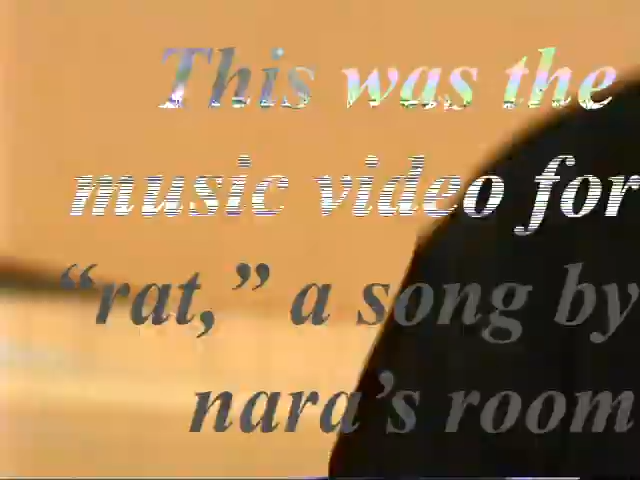 This was the
music video for
“rat,” a song by
nara’s room